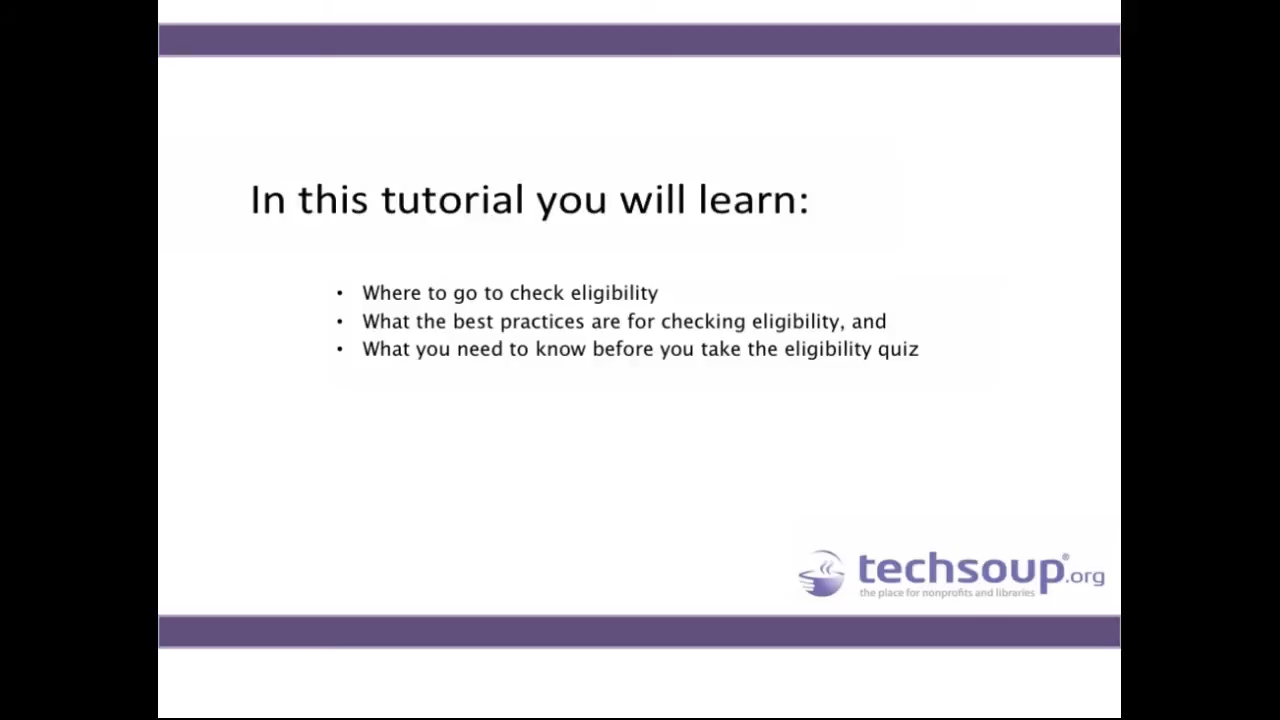 In this tutorial you will learn:
• Where to go to check eligibility
• What the best practices are for checking eligibility, and
• What you need to know before you take the eligibility quiz
techsoup®.org
the place for nonprofits and libraries